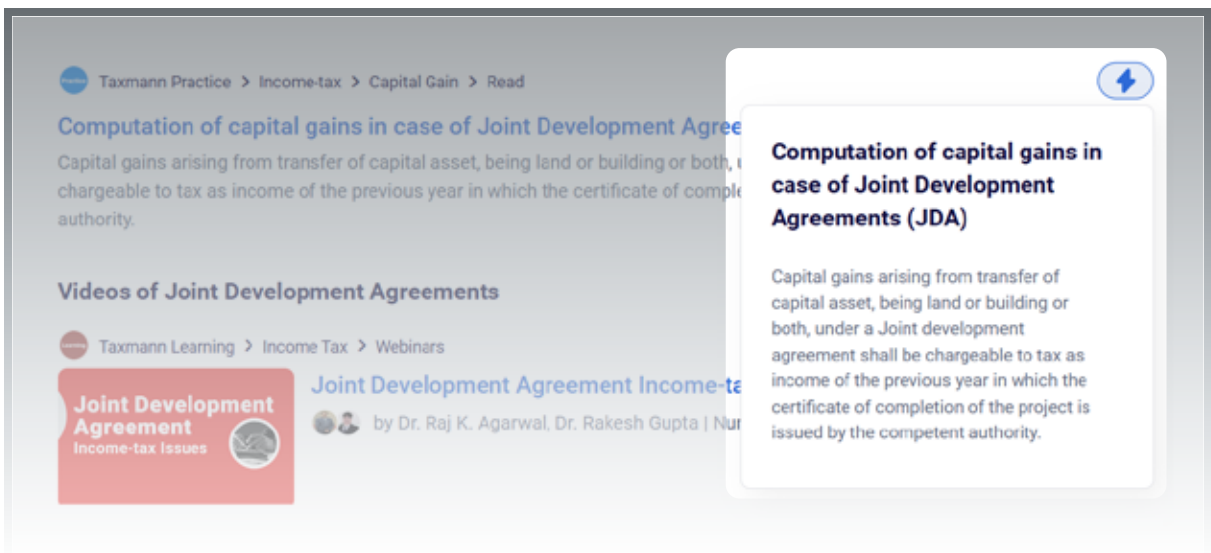 Taxmann Practice > Income-tax > Capital Gain > Read
Computation of capital gains in case of Joint Development Agree
Capital gains arising from transfer of capital asset, being land or building or both,
chargeable to tax as income of the previous year in which the certificate of comple
authority.
Videos of Joint Development Agreements
Taxmann Learning > Income Tax > Webinars
Joint Development
Agreement
Income-tax Issues
Joint Development Agreement Income-ta
by Dr. Raj K. Agarwal, Dr. Rakesh Gupta | Nur
Computation of capital gains in
case of Joint Development
Agreements (JDA)
Capital gains arising from transfer of
capital asset, being land or building or
both, under a Joint development
agreement shall be chargeable to tax as
income of the previous year in which the
certificate of completion of the project is
issued by the competent authority.